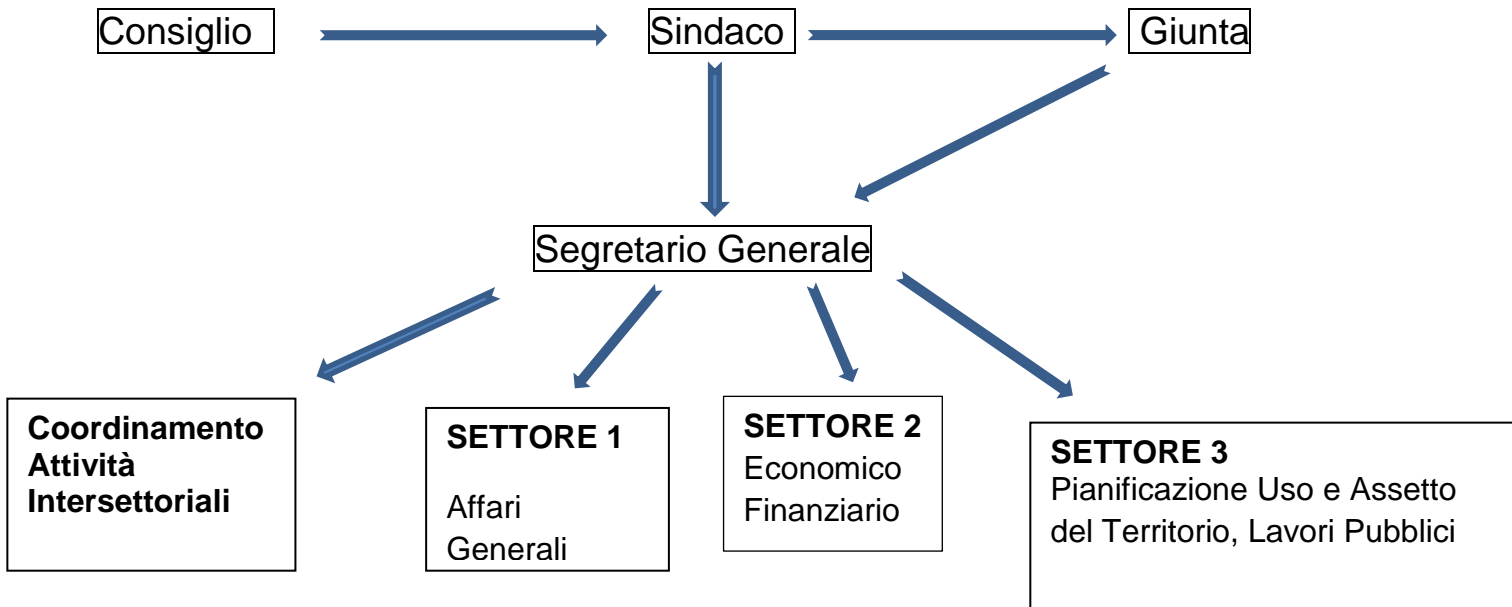 Consiglio
Sindaco
Giunta
Segretario Generale
Coordinamento
Attività
Intersettoriali
SETTORE 1
Affari
Generali
SETTORE 2
Economico
Finanziario
SETTORE 3
Pianificazione Uso e Assetto
del Territorio, Lavori Pubblici